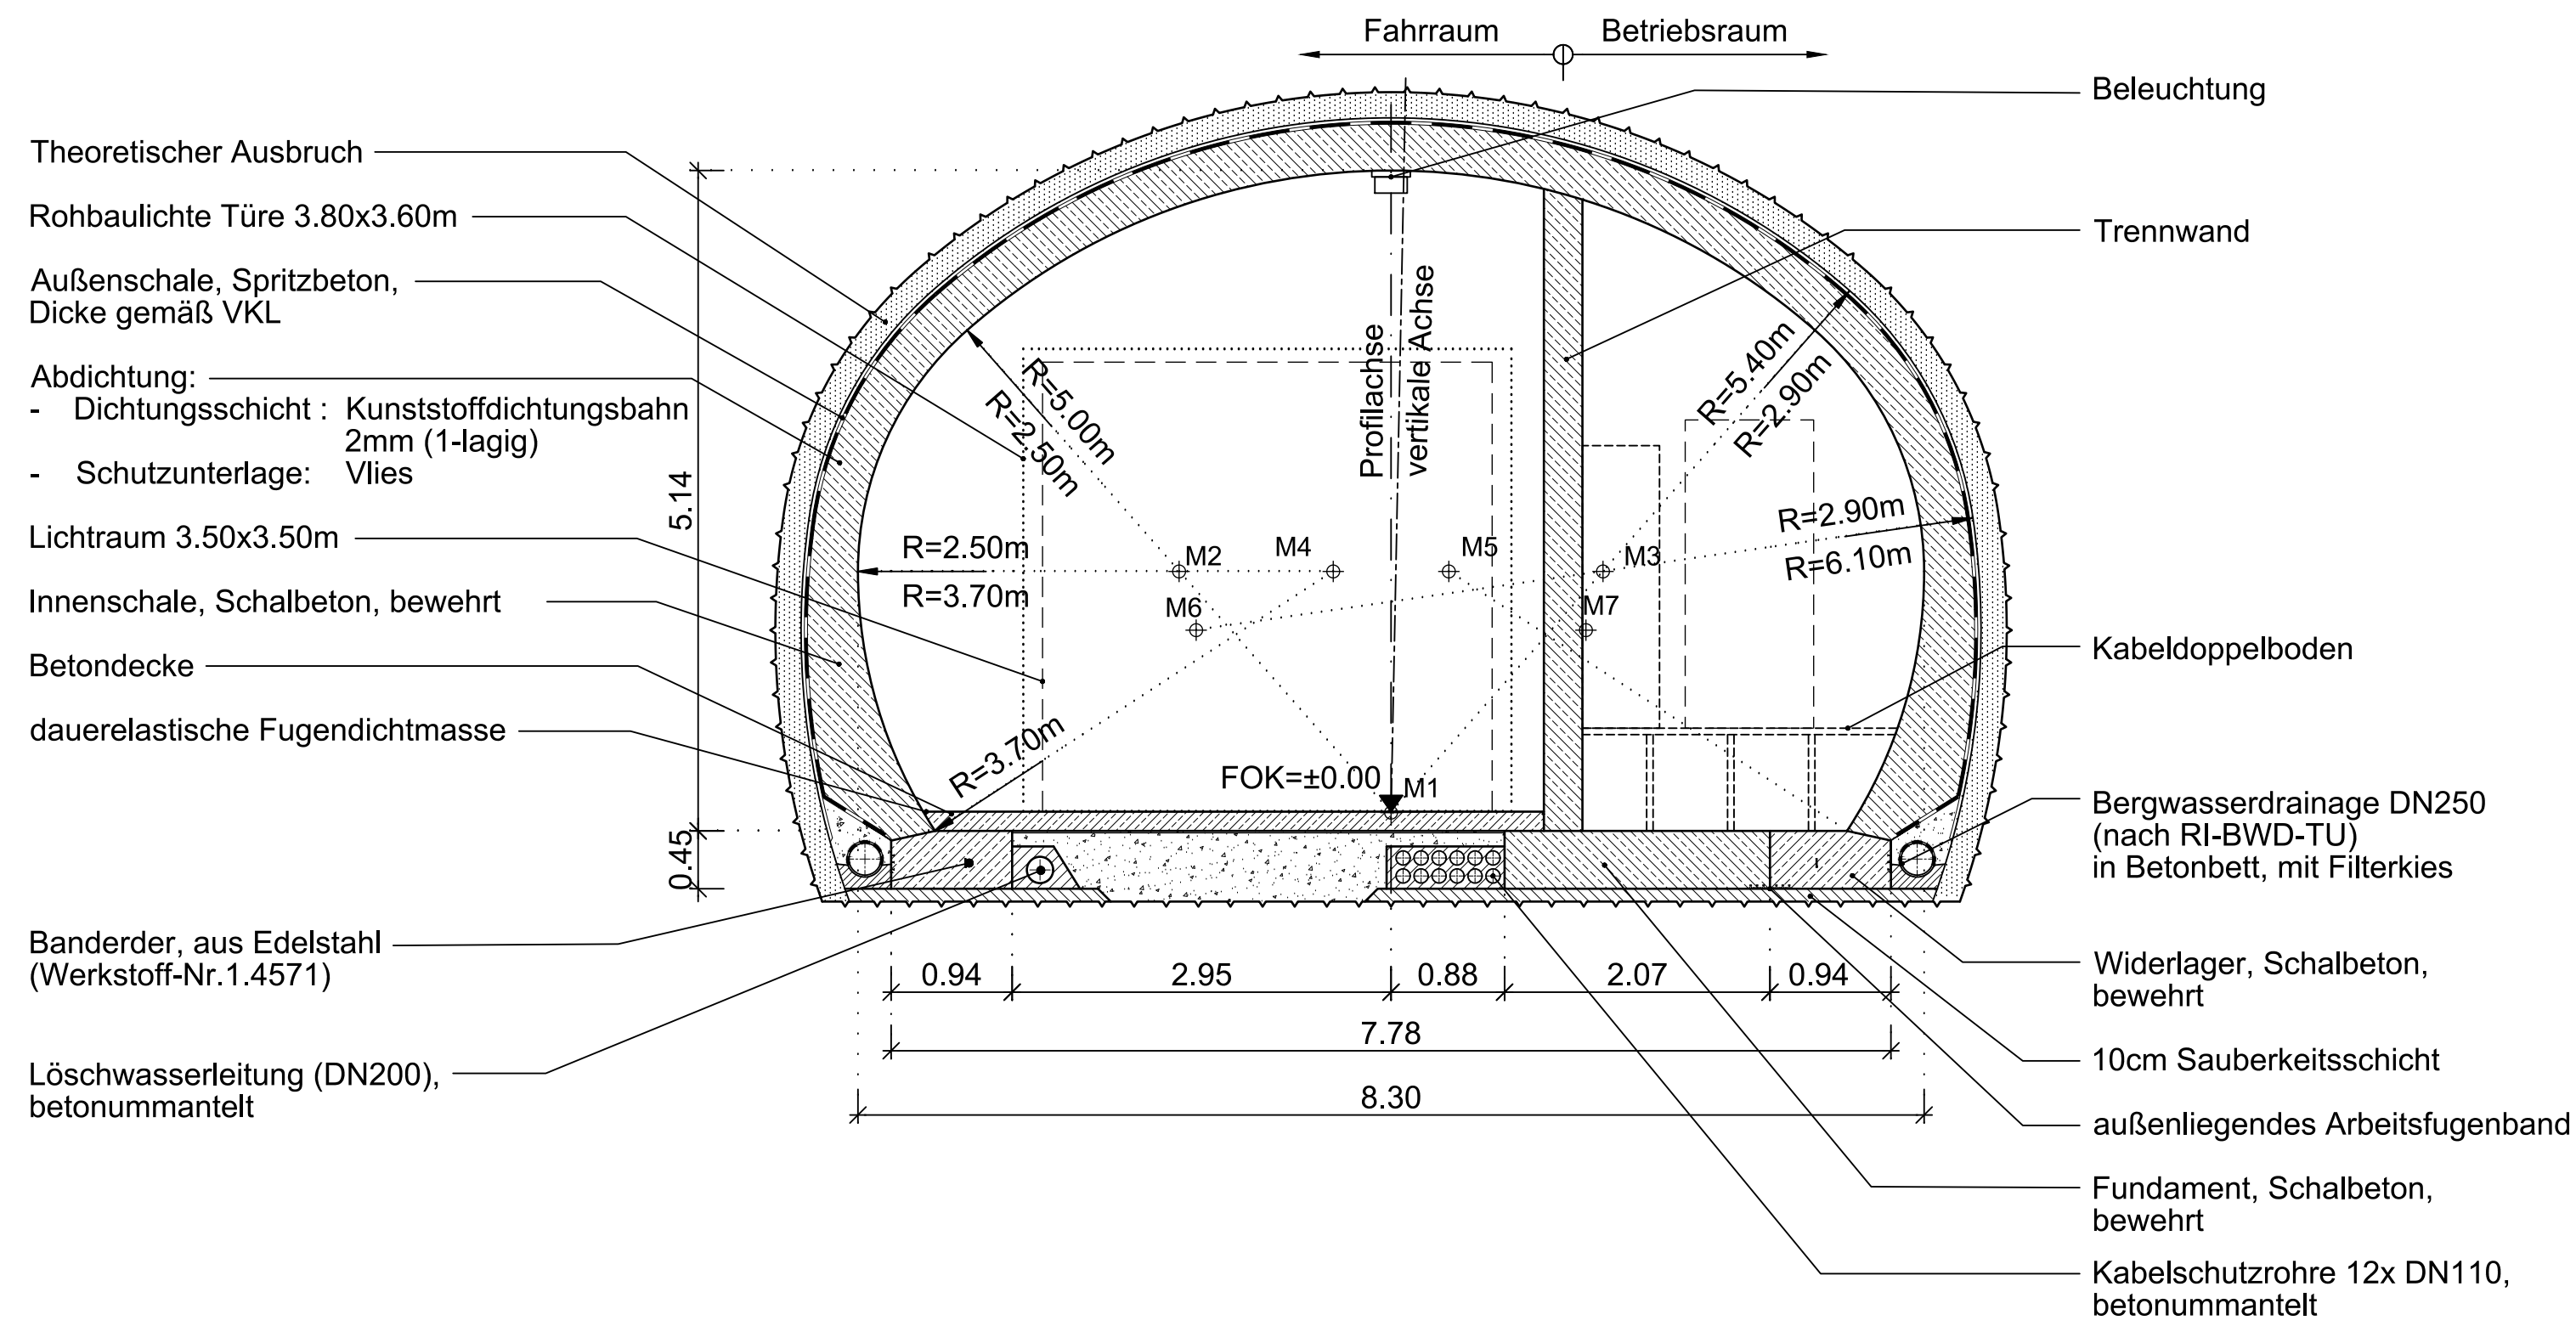 Fahrraum Betriebsraum
Beleuchtung
Theoretischer Ausbruch
Rohbaulichte Türe 3.80x3.60m
Trennwand
Außenschale, Spritzbeton,
Dicke gemäß VKL
Abdichtung:
- Dichtungsschicht : Kunststoffdichtungsbahn
2mm (1-lagig)
- Schutzunterlage: Vlies
Lichtraum 3.50x3.50m
Innenschale, Schalbeton, bewehrt
Betondecke
dauerelastische Fugendichtmasse
Banderder, aus Edelstahl
(Werkstoff-Nr.1.4571)
Löschwasserleitung (DN200),
betonummantelt
5.14
0.45
Profilachse
vertikale Achse
R=5.00m
R=2.50m
R=5.40m
R=2.90m
R=2.50m
R=3.70m
R=2.90m
R=6.10m
M2
M4
M5
M3
M6
M7
R=3.70m
FOK=±0.00
M1
0.94 2.95 0.88 2.07 0.94
7.78
8.30
Kabeldoppelboden
Bergwasserdrainage DN250
(nach RI-BWD-TU)
in Betonbett, mit Filterkies
Widerlager, Schalbeton,
bewehrt
10cm Sauberkeitsschicht
außenliegendes Arbeitsfugenband
Fundament, Schalbeton,
bewehrt
Kabelschutzrohre 12x DN110,
betonummantelt